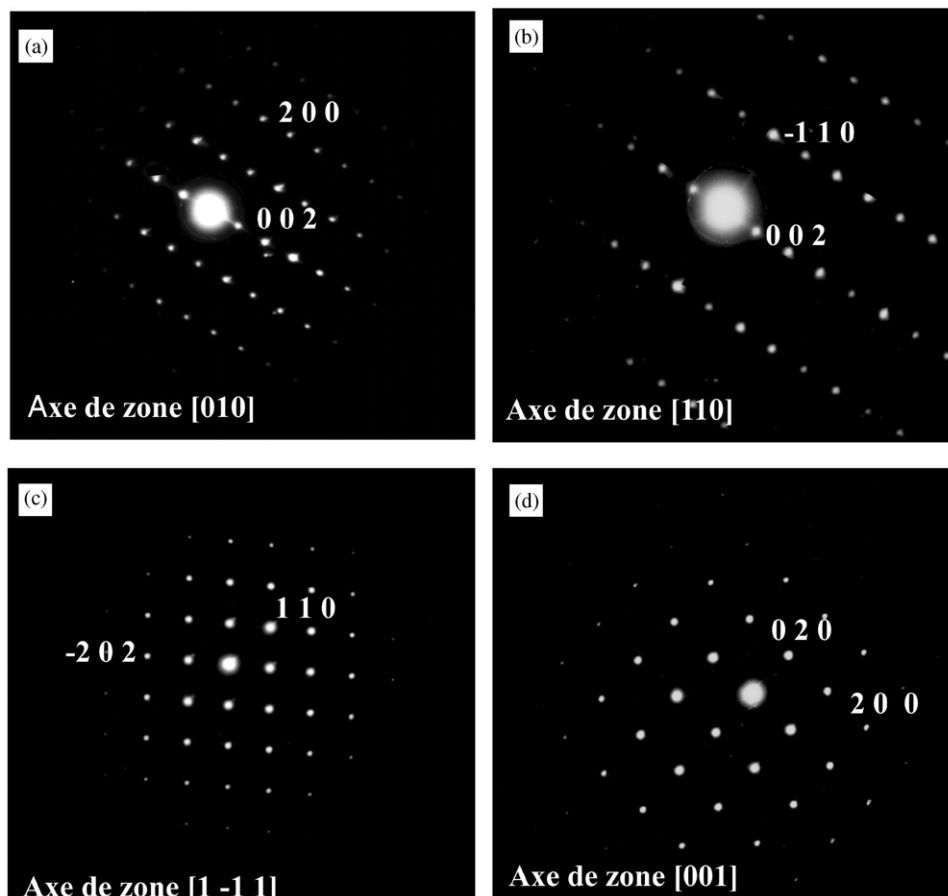 (a)
2 0 0
0 0 2
Axe de zone [010]
(b)
-1 1 0
0 0 2
Axe de zone [110]
(c)
1 1 0
-2 0 2
Axe de zone [1 -1 1]
(d)
0 2 0
2 0 0
Axe de zone [001]